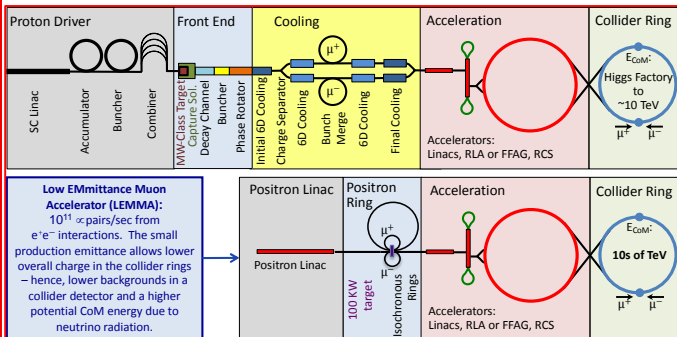 Proton Driver
Front End
Cooling
Acceleration
Collider Ring
SC Linac
Accumulator
Buncher
Combiner
MW-Class Target
Capture Sol.
Decay Channel
Buncher
Phase Rotator
Initial 6D Cooling
Charge Separator
6D Cooling
μ+
μ−
Bunch
Merge
6D Cooling
Final Cooling
Accelerators:
Linacs, RLA or FFAG, RCS
ECoM:
Higgs Factory
to
~10 TeV
μ+ μ−
Low EMmittance Muon
Accelerator (LEMMA):
10¹¹ ∝ pairs/sec from
e⁺e⁻ interactions. The small
production emittance allows lower
overall charge in the collider rings
– hence, lower backgrounds in a
collider detector and a higher
potential CoM energy due to
neutrino radiation.
Positron Linac
Positron
Ring
Acceleration
Collider Ring
Positron Linac
μ+
μ−
100 KW
target
Isochronous
Rings
Accelerators:
Linacs, RLA or FFAG, RCS
ECoM:
10s of TeV
μ+ μ−